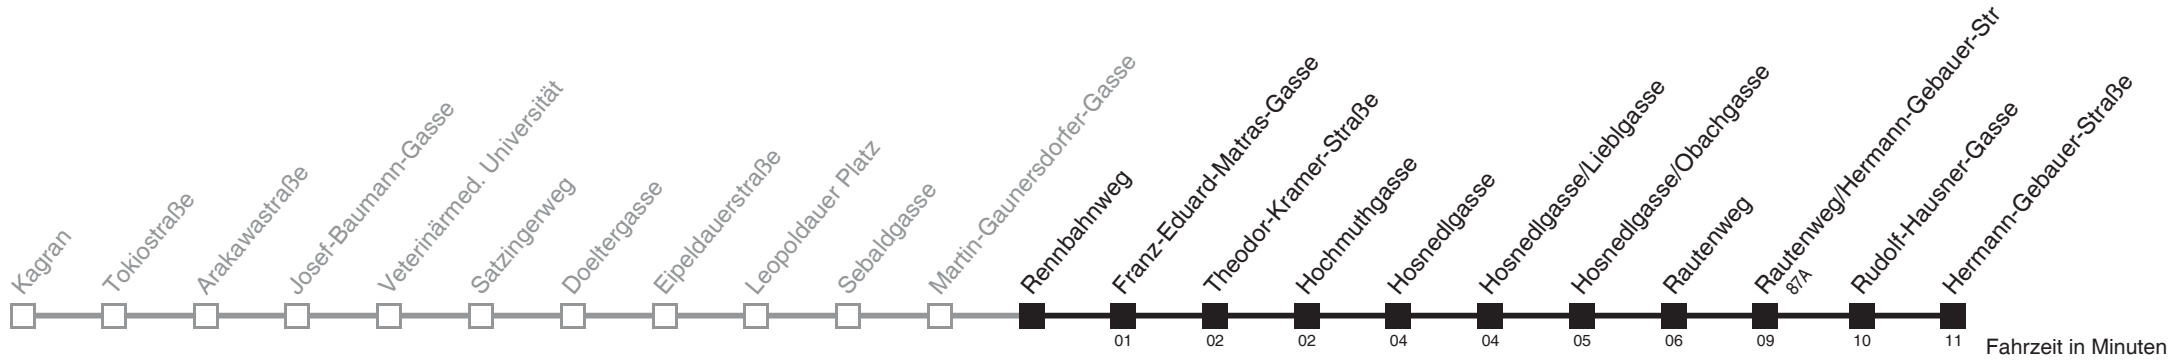 Kagran
Tokiostraße
Arakawastraße
Josef-Baumann-Gasse
Veterinärmed. Universität
Satzingerweg
Doeltergasse
Eipeldauerstraße
Leopoldauer Platz
Sebaldgasse
Martin-Gaunersdorfer-Gasse
Rennbahnweg
Franz-Eduard-Matras-Gasse
Theodor-Kramer-Straße
Hochmuthgasse
Hosnedlgasse
Hosnedlgasse/Lieblgasse
Hosnedlgasse/Obachgasse
Rautenweg
Rautenweg/Hermann-Gebauer-Str
87A
Rudolf-Hausner-Gasse
Hermann-Gebauer-Straße
01 02 02 04 04 05 06 09 10 11 Fahrzeit in Minuten